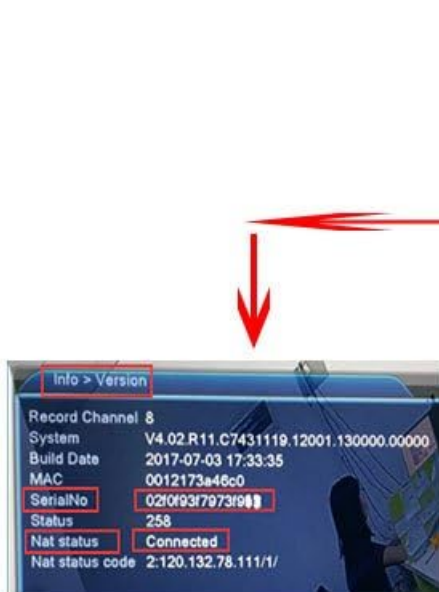 Info > Version
Record Channel 8
System V4.02.R11.C7431119.12001.130000.00000
Build Date 2017-07-03 17:33:35
MAC 0012173a46c0
SerialNo
Status 258
Nat status Connected
Nat status code 2:120.132.78.111/1/